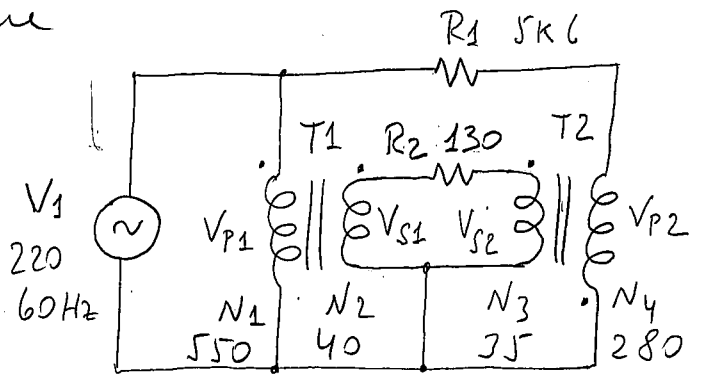 R1 5K6
T1 R2 130 T2
V1 220 60Hz
VP1 VS1 VS2 VP2
N1 550
N2 40
N3 35
N4 280